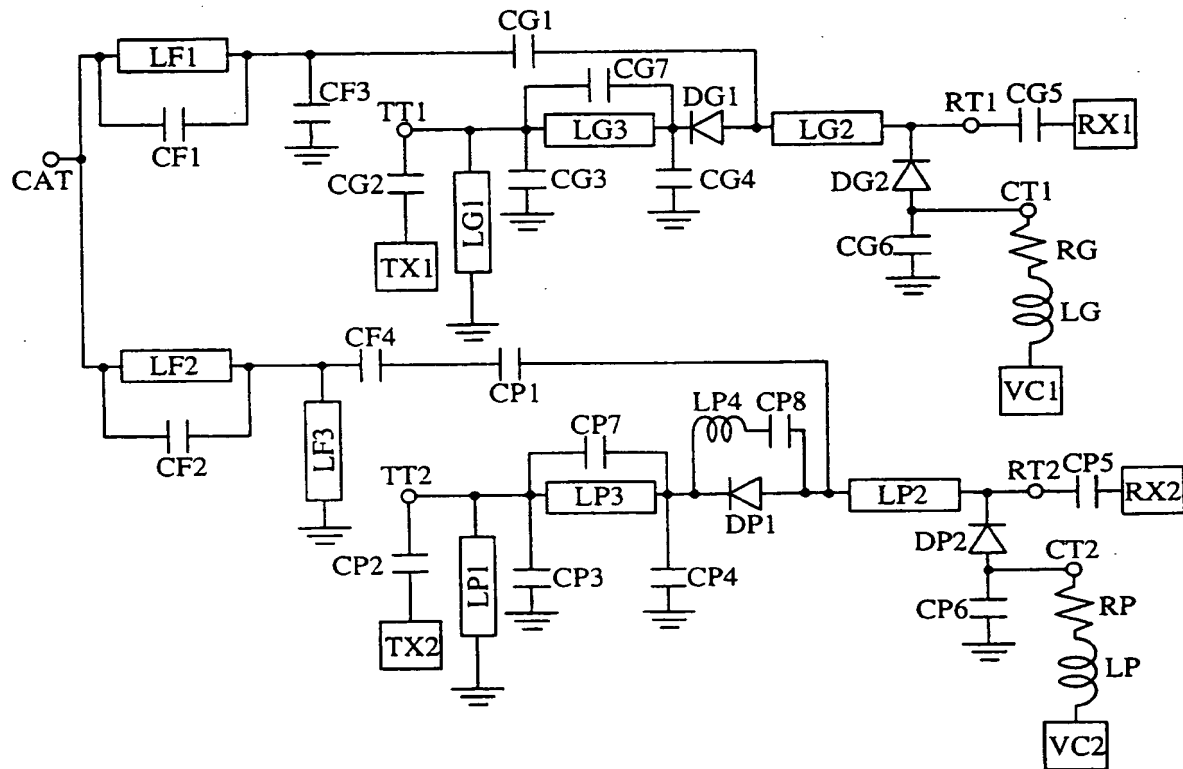 CG1
LF1
CG7
CF3
DG1
TT1
RT1
CG5
LG3
LG2
RX1
CF1
CAT
CG2
CG3
CG4
DG2
CT1
LG1
TX1
CG6
RG
LG
CF4
LF2
VC1
CP1
LP4
CP8
CP7
LF3
CF2
TT2
RT2
CP5
LP3
LP2
RX2
DP1
DP2
CT2
CP2
LP1
CP3
CP4
CP6
RP
TX2
LP
VC2